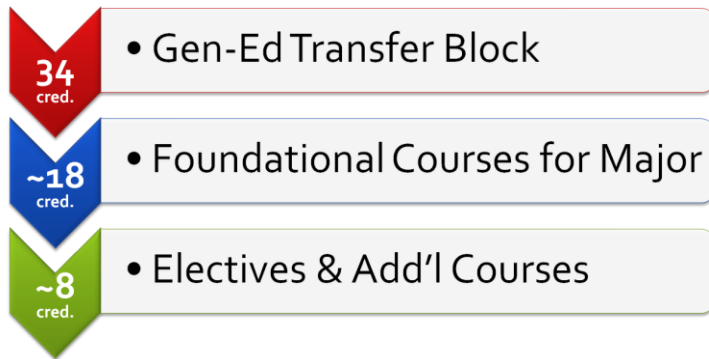 34
cred.
• Gen-Ed Transfer Block
~18
cred.
• Foundational Courses for Major
~8
cred.
• Electives & Add'l Courses